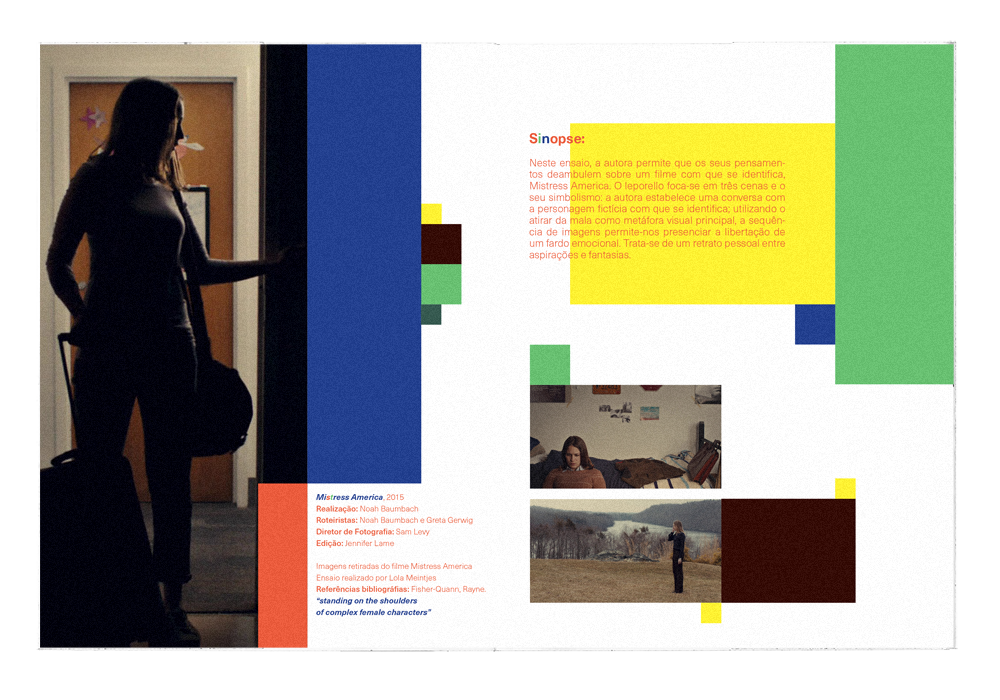 Mistress America, 2015
Realização: Noah Baumbach
Roteiristas: Noah Baumbach e Greta Gerwig
Diretor de Fotografia: Sam Levy
Edição: Jennifer Lame
Imagens retiradas do filme Mistress America
Ensaio realizado por Lola Meintjes
Referências bibliográfias: Fisher-Quann, Rayne.
“standing on the shoulders
of complex female characters”
Sinopse:
Neste ensaio, a autora permite que os seus pensamen-
tos deambulem sobre um filme com que se identifica,
Mistress America. O leporello foca-se em três cenas e o
seu simbolismo: a autora estabelece uma conversa com
a personagem fictícia com que se identifica; utilizando o
atirar da mala como metáfora visual principal, a sequên-
cia de imagens permite-nos presenciar a libertação de
um fardo emocional. Trata-se de um retrato pessoal entre
aspirações e fantasias.